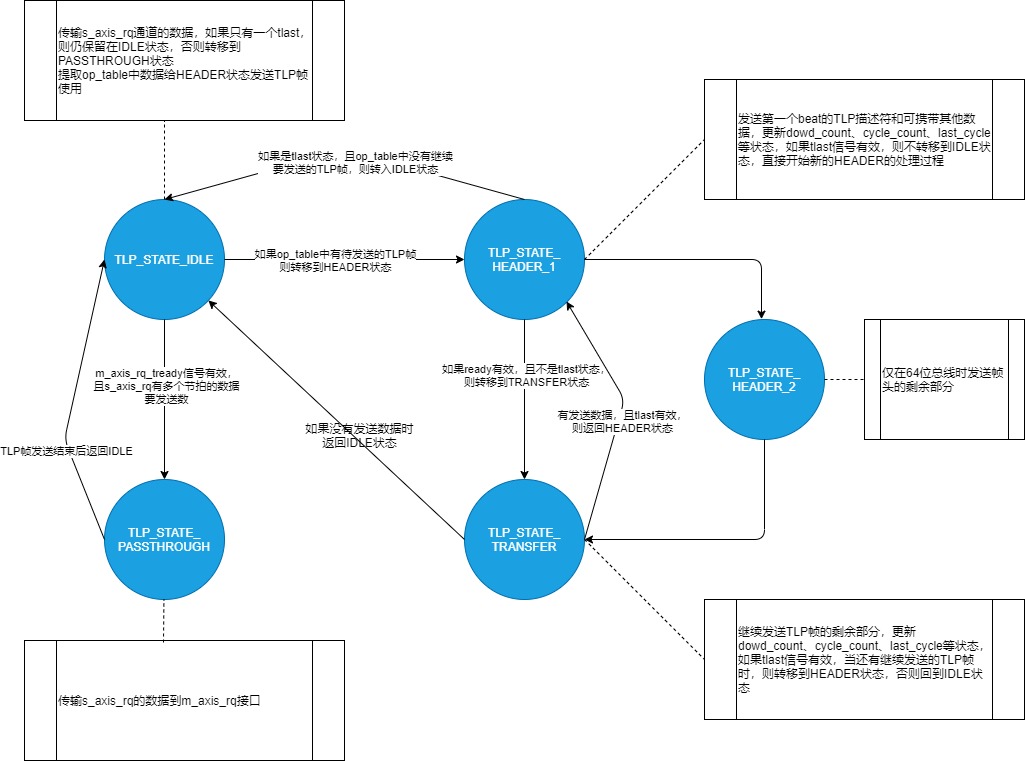 传输s_axis_rq通道的数据，如果只有一个tlast，
则仍保留在IDLE状态，否则转移到
PASSTHROUGH状态
提取op_table中数据给HEADER状态发送TLP帧
使用
发送第一个beat的TLP描述符和可携带其他数
据，更新dowd_count、cycle_count、last_cycle
等状态，如果tlast信号有效，则不转移到IDLE状
态，直接开始新的HEADER的处理过程
如果是tlast状态，且op_table中没有继续
要发送的TLP帧，则转入IDLE状态
TLP_STATE_IDLE
如果op_table中有待发送的TLP帧
则转移到HEADER状态
TLP_STATE_
HEADER_1
m_axis_rq_tready信号有效，
且s_axis_rq有多个节拍的数据
要发送数
如果ready有效，且不是tlast状态，
则转移到TRANSFER状态
TLP_STATE_
HEADER_2
仅在64位总线时发送帧
头的剩余部分
有发送数据，且tlast有效，
则返回HEADER状态
如果没有发送数据时
返回IDLE状态
TLP帧发送结束后返回IDLE
TLP_STATE_
PASSTHROUGH
TLP_STATE_
TRANSFER
继续发送TLP帧的剩余部分，更新
dowd_count、cycle_count、last_cycle等状态，
如果tlast信号有效，当还有继续发送的TLP帧
时，则转移到HEADER状态，否则回到IDLE状
态
传输s_axis_rq的数据到m_axis_rq接口